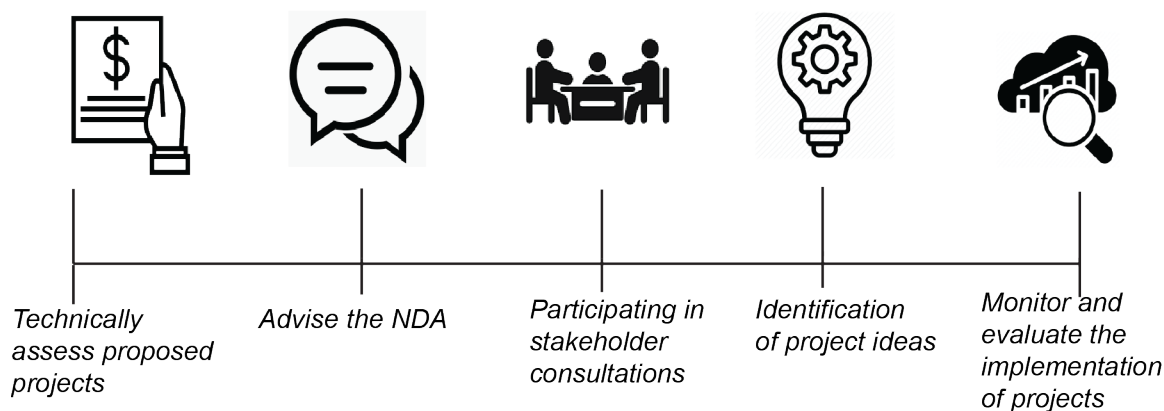 $
Technically
assess proposed
projects
Advise the NDA
Participating in
stakeholder
consultations
Identification
of project ideas
Monitor and
evaluate the
implementation
of projects